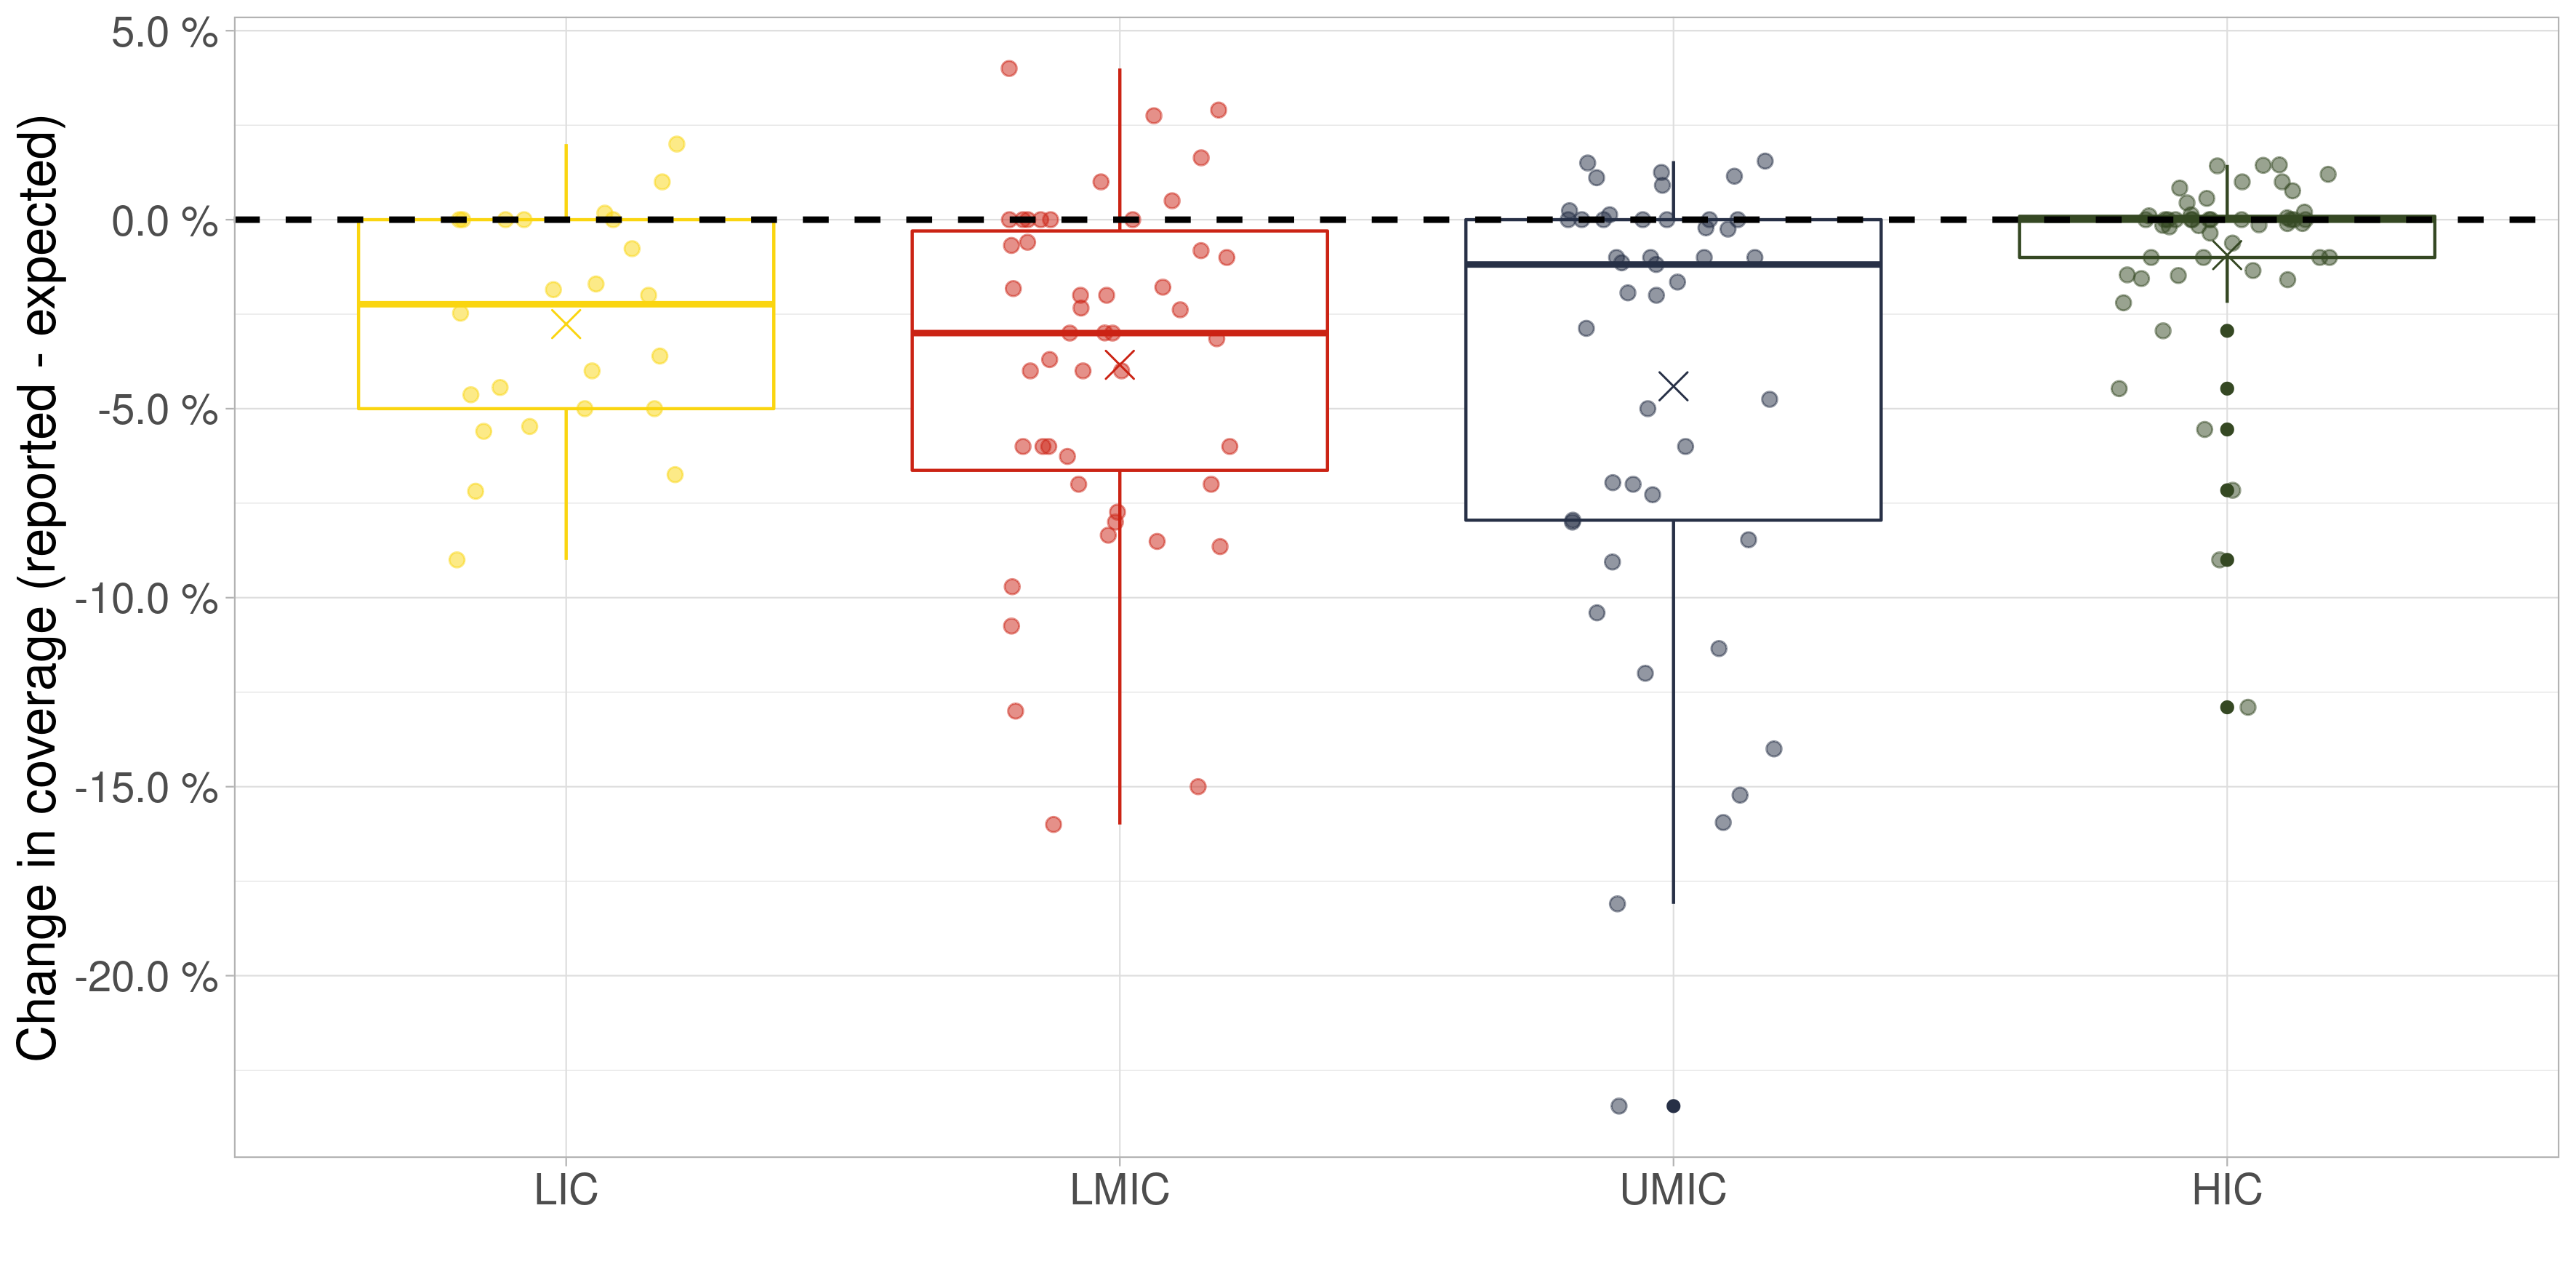 Change in coverage (reported - expected)
5.0 %
0.0 %
-5.0 %
-10.0 %
-15.0 %
-20.0 %
LIC
LMIC
UMIC
HIC